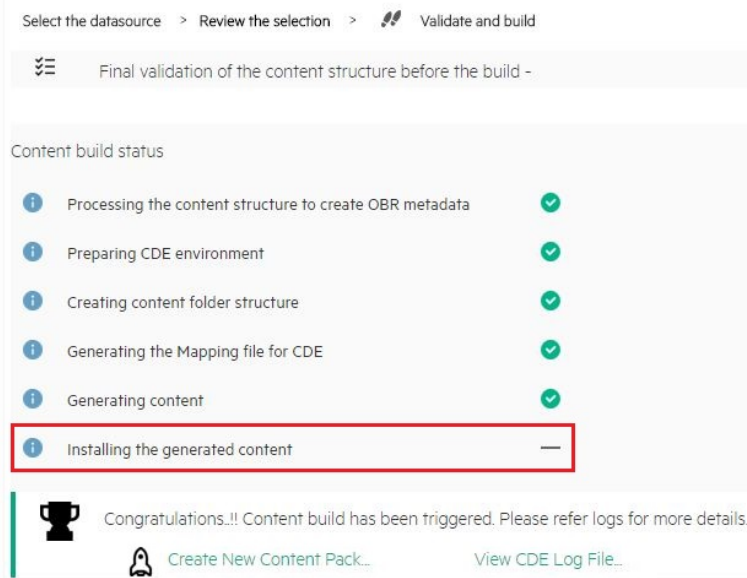 Select the datasource > Review the selection > Validate and build
Final validation of the content structure before the build -
Content build status
Processing the content structure to create OBR metadata
Preparing CDE environment
Creating content folder structure
Generating the Mapping file for CDE
Generating content
Installing the generated content
Congratulations..!! Content build has been triggered. Please refer logs for more details.
Create New Content Pack... View CDE Log File...